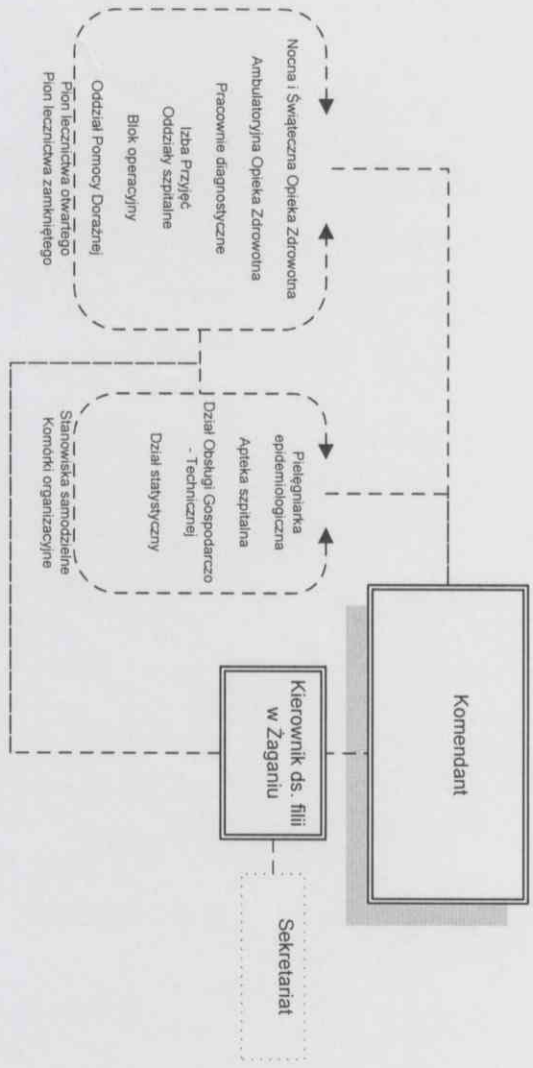 Komendant
Kierownik ds. filii
w Żaganiu
Sekretariat
Nocna i Świąteczna Opieka Zdrowotna
Ambulatoryjna Opieka Zdrowotna
Pracownie diagnostyczne
Izba Przyjęć
Oddziały szpitalne
Blok operacyjny
Oddział Pomocy Doraźnej
Pion lecznictwa otwartego
Pion lecznictwa zamkniętego
Pielęgniarka
epidemiologiczna
Apteka szpitalna
Dział Obsługi Gospodarczo
- Technicznej
Dział statystyczny
Stanowiska samodzielne
Komórki organizacyjne